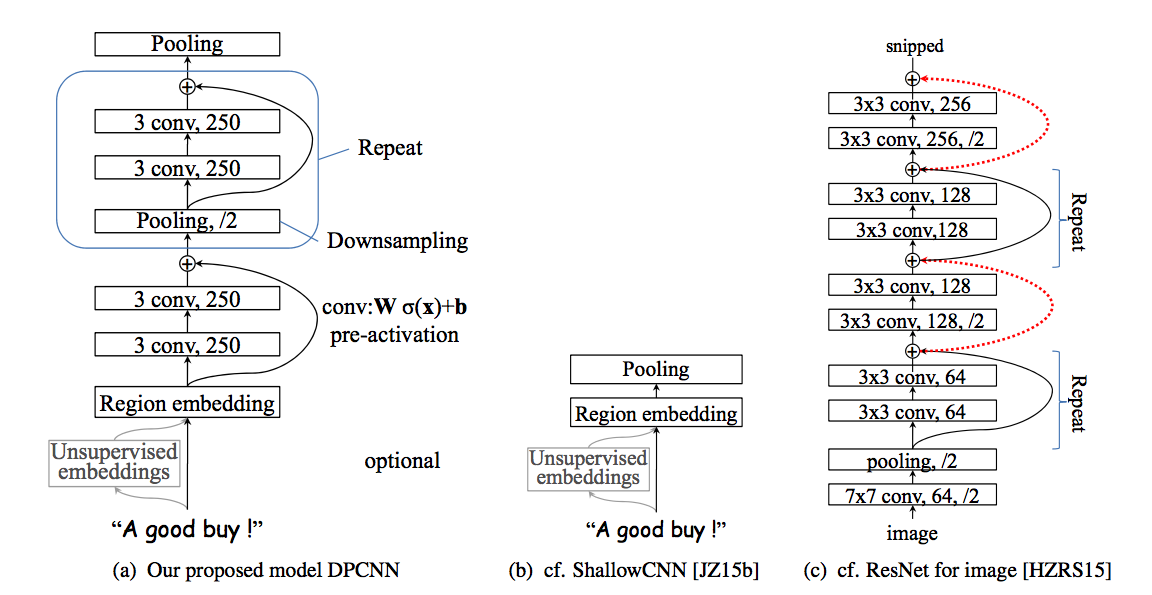 Pooling
3 conv, 250
3 conv, 250
Repeat
Pooling, /2
Downsampling
3 conv, 250
conv:W σ(x)+b
pre-activation
3 conv, 250
Region embedding
Unsupervised
embeddings
optional
“A good buy !”
(a) Our proposed model DPCNN
Pooling
Region embedding
Unsupervised
embeddings
“A good buy !”
(b) cf. ShallowCNN [JZ15b]
snipped
3x3 conv, 256
3x3 conv, 256, /2
3x3 conv, 128
3x3 conv,128
Repeat
3x3 conv, 128
3x3 conv, 128, /2
3x3 conv, 64
3x3 conv, 64
Repeat
pooling, /2
7x7 conv, 64, /2
image
(c) cf. ResNet for image [HZRS15]